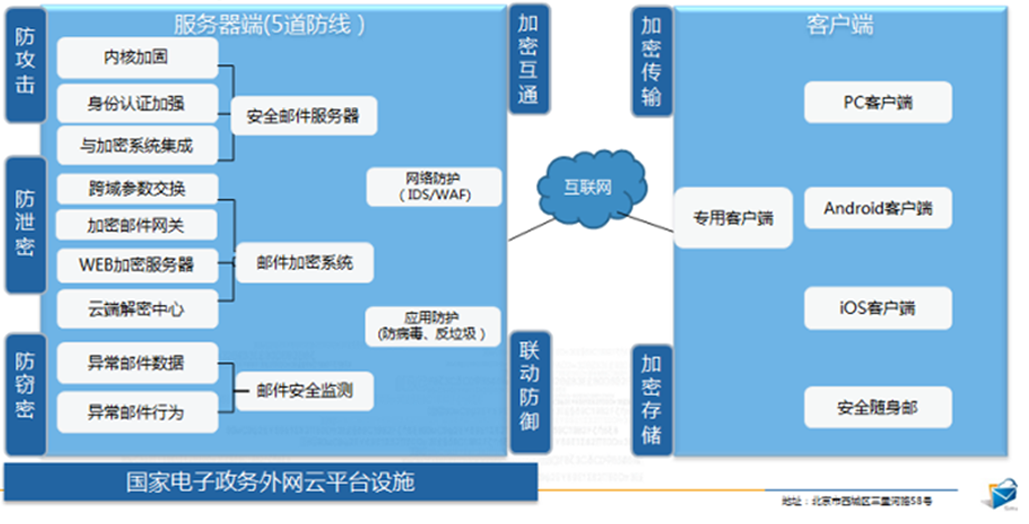 服务器端(5道防线)
防攻击
内核加固
身份认证加强
与加密系统集成
安全邮件服务器
防泄密
跨域参数交换
加密邮件网关
WEB加密服务器
云端解密中心
邮件加密系统
防窃密
异常邮件数据
异常邮件行为
邮件安全监测
网络防护
(IDS/WAF)
应用防护
(防病毒、反垃圾)
加密互通
联动防御
互联网
加密传输
加密存储
客户端
专用客户端
PC客户端
Android客户端
iOS客户端
安全随身邮
国家电子政务外网云平台设施
地址:北京市西城区三里河路58号